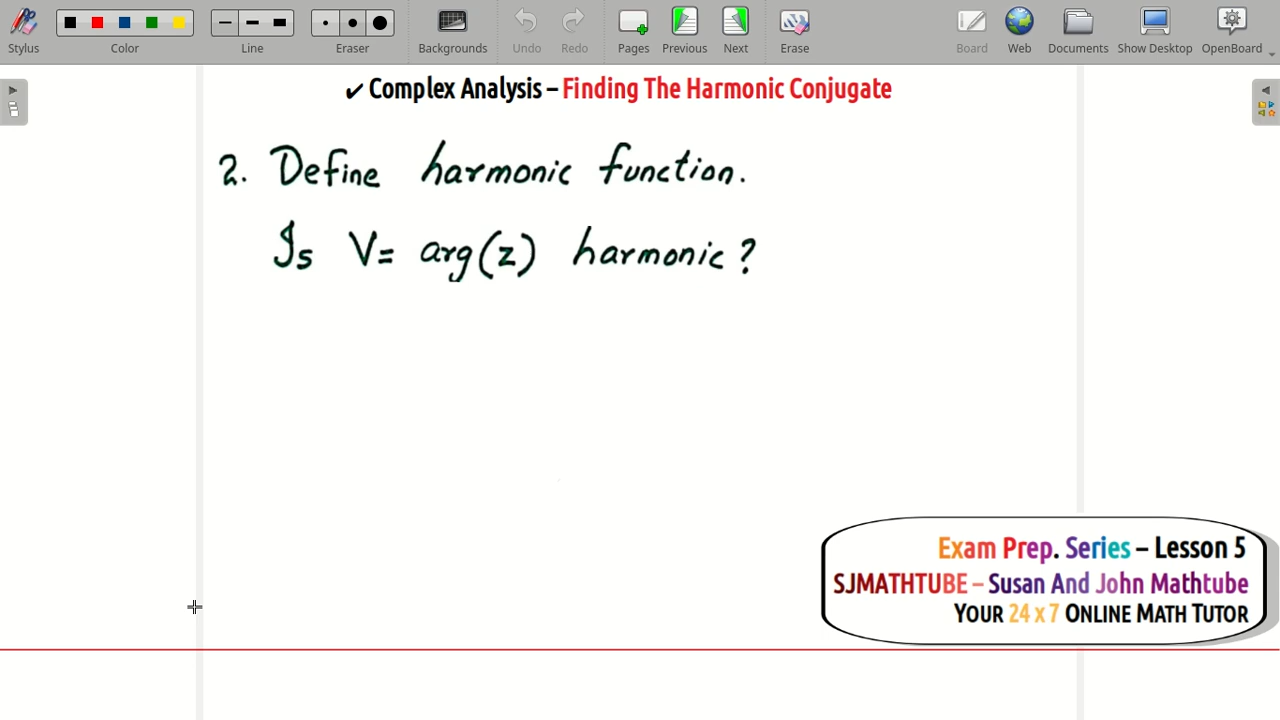 Stylus
Color
Line
Eraser
Backgrounds
Undo
Redo
Pages
Previous
Next
Erase
Board
Web
Documents
Show Desktop
OpenBoard
✔ Complex Analysis – Finding The Harmonic Conjugate
2. Define harmonic function.
Is V= arg(z) harmonic?
Exam Prep. Series – Lesson 5
SJMATHTUBE – Susan And John Mathtube
YOUR 24 x 7 ONLINE MATH TUTOR